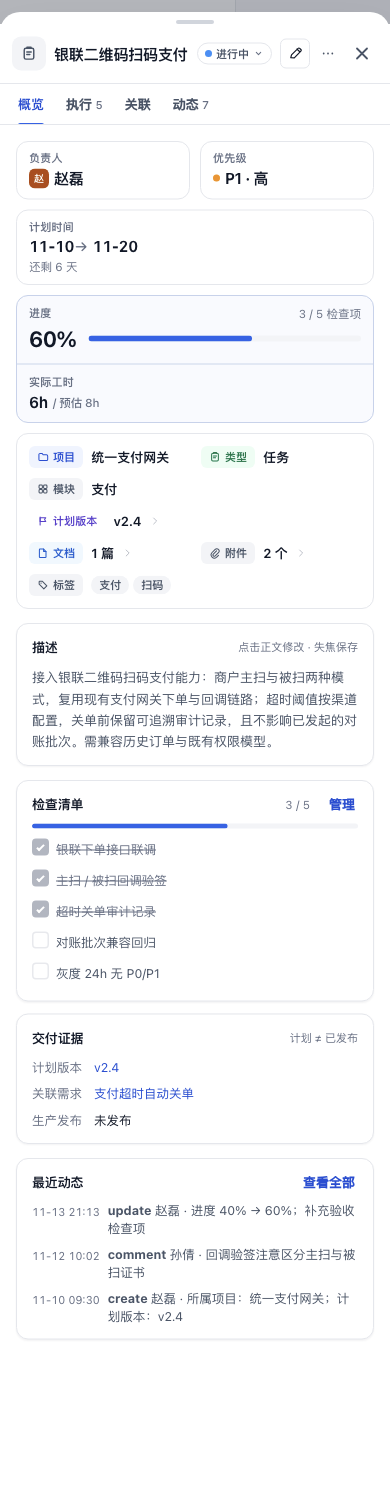 银联二维码扫码支付 进行中 ···
概览 执行 5 关联 动态 7
负责人
赵 赵磊
优先级
P1 · 高
计划时间
11-10→ 11-20
还剩 6 天
进度 3 / 5 检查项
60%
实际工时
6h / 预估 8h
项目 统一支付网关 类型 任务
模块 支付
计划版本 v2.4
文档 1 篇 附件 2 个
标签 支付 扫码
描述 点击正文修改 · 失焦保存
接入银联二维码扫码支付能力：商户主扫与被扫两种模
式，复用现有支付网关下单与回调链路；超时阈值按渠道
配置，关单前保留可追溯审计记录，且不影响已发起的对
账批次。需兼容历史订单与既有权限模型。
检查清单 3 / 5 管理
银联下单接口联调
主扫 / 被扫回调验签
超时关单审计记录
对账批次兼容回归
灰度 24h 无 P0/P1
交付证据 计划 ≠ 已发布
计划版本 v2.4
关联需求 支付超时自动关单
生产发布 未发布
最近动态 查看全部
11-13 21:13 update 赵磊 · 进度 40% → 60%；补充验收
检查项
11-12 10:02 comment 孙倩 · 回调验签注意区分主扫与被
扫证书
11-10 09:30 create 赵磊 · 所属项目：统一支付网关；计
划版本：v2.4